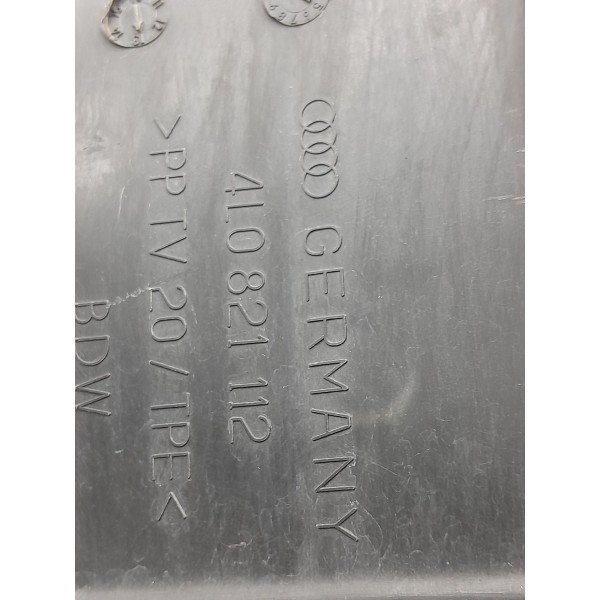 GERMANY
4L0 821 112
>PP TV 20/TPE<
BDW